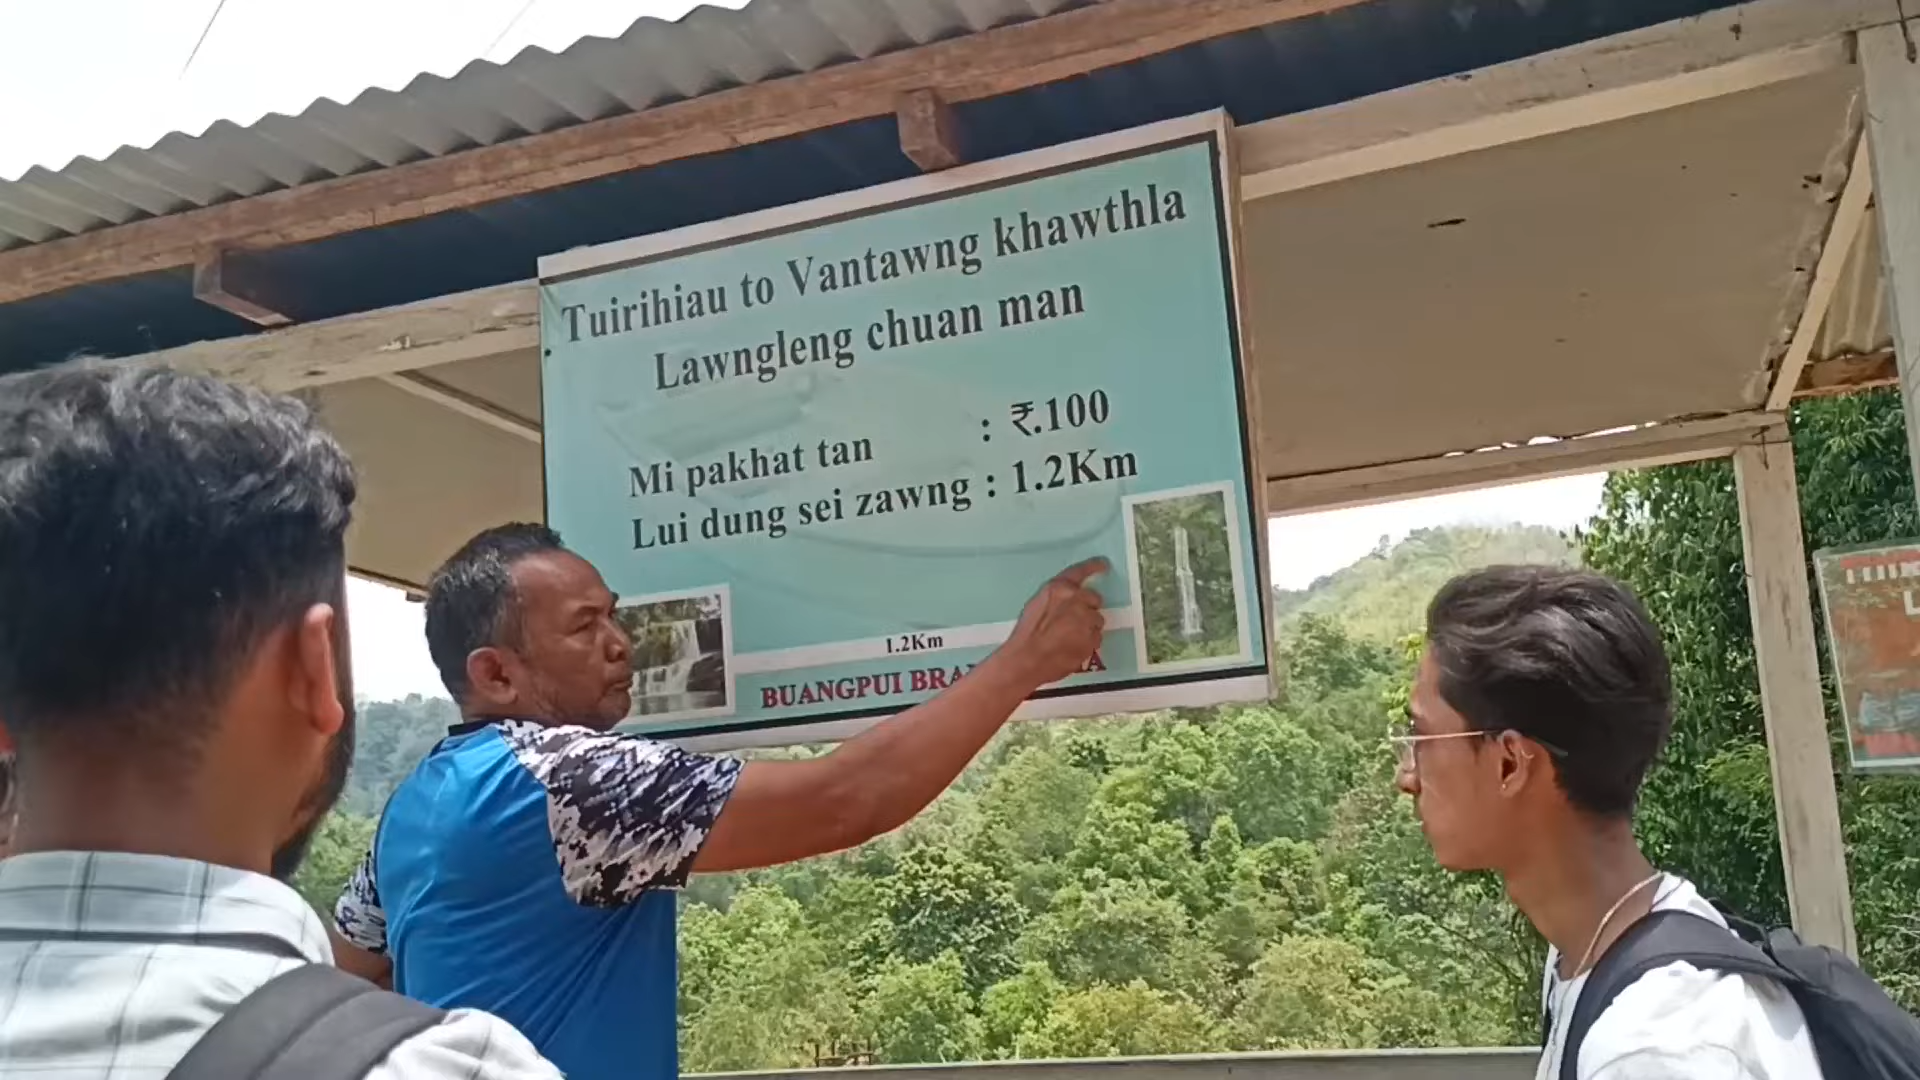 Tuirihiau to Vantawng khawthla
Lawngleng chuan man
Mi pakhat tan : ₹.100
Lui dung sei zawng : 1.2Km
1.2Km
BUANGPUI